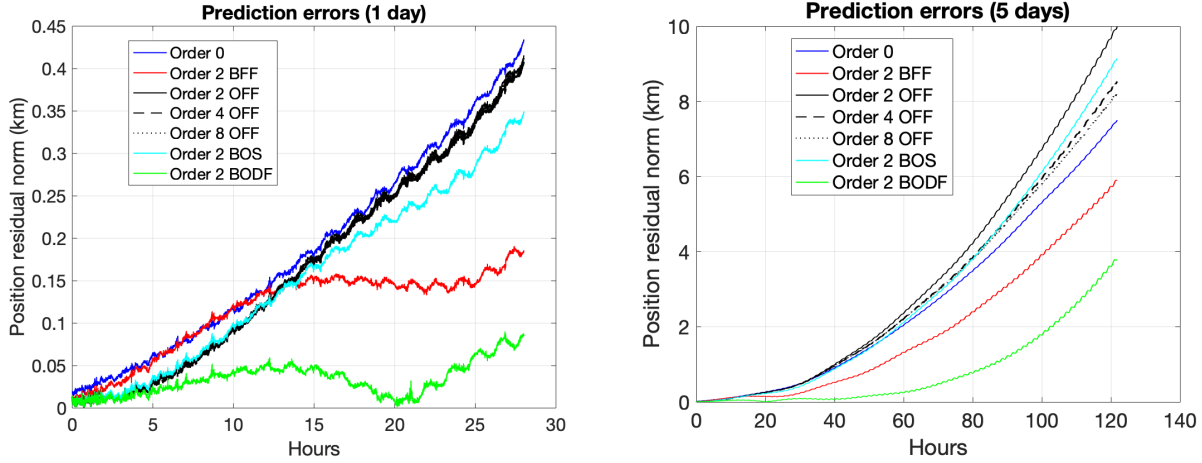 Prediction errors (1 day)
Position residual norm (km)
0.45
0.4
0.35
0.3
0.25
0.2
0.15
0.1
0.05
0
Order 0
Order 2 BFF
Order 2 OFF
Order 4 OFF
Order 8 OFF
Order 2 BOS
Order 2 BODF
0 5 10 15 20 25 30
Hours
Prediction errors (5 days)
Position residual norm (km)
10
8
6
4
2
0
Order 0
Order 2 BFF
Order 2 OFF
Order 4 OFF
Order 8 OFF
Order 2 BOS
Order 2 BODF
0 20 40 60 80 100 120 140
Hours